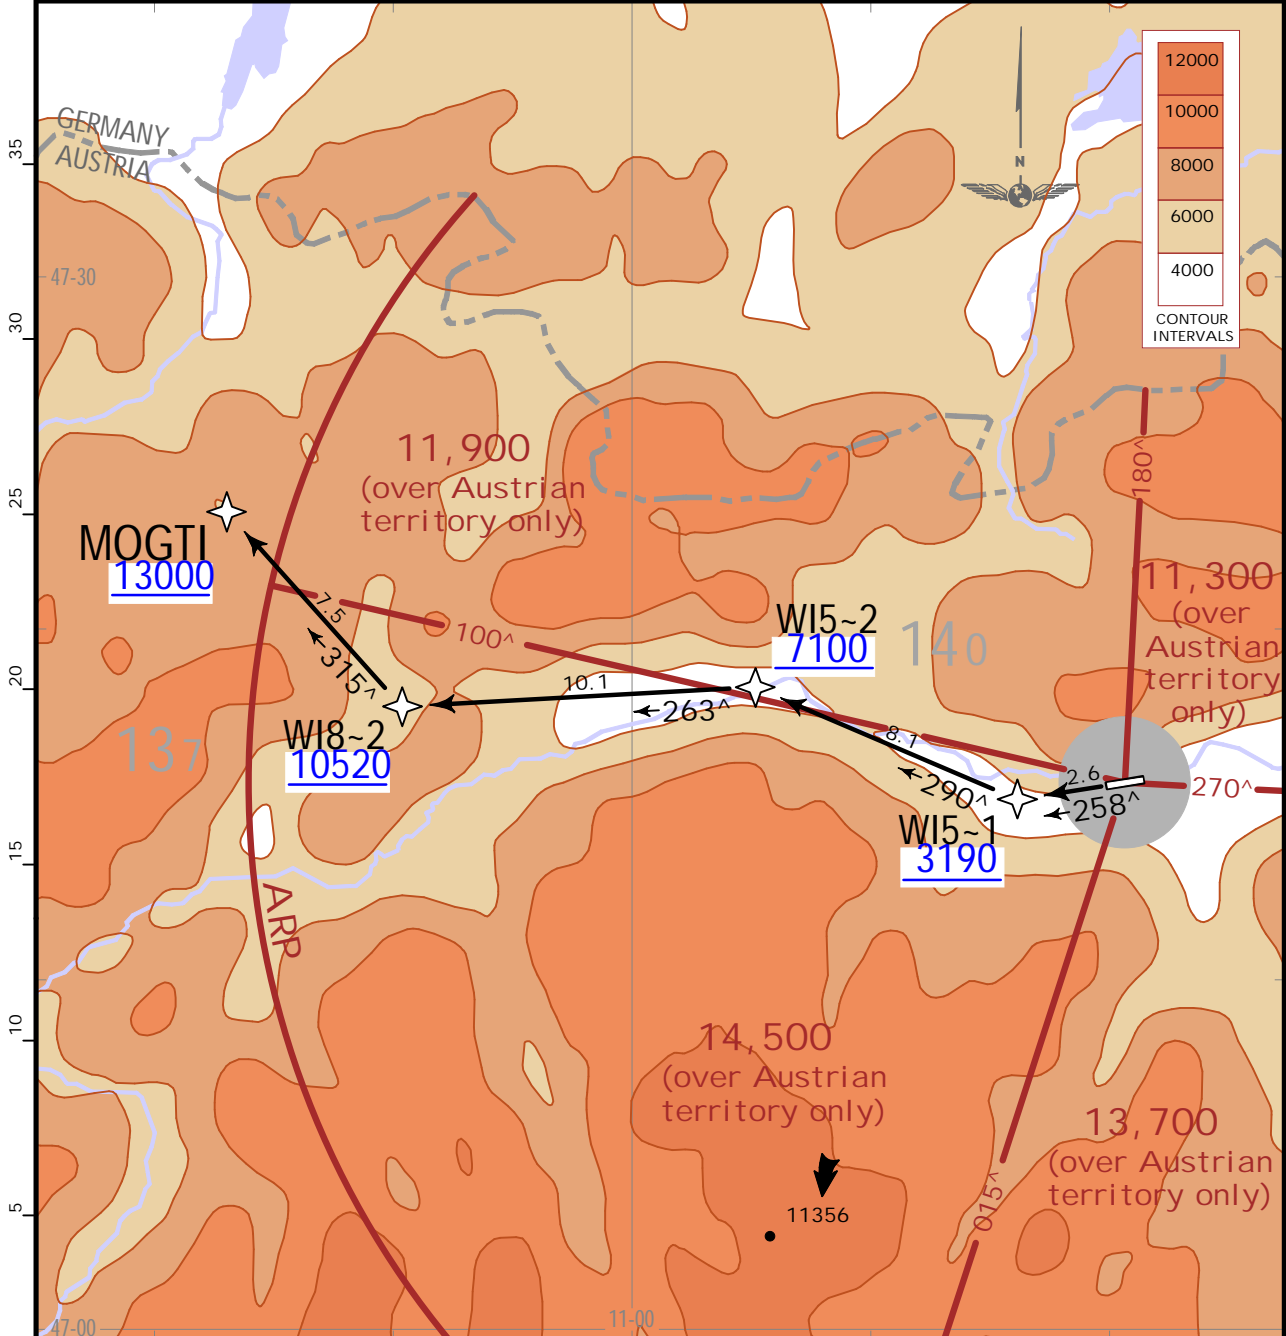 12000
10000
8000
6000
4000
CONTOUR
INTERVALS
GERMANY
AUSTRIA
N
35
47-30
30
25
20
15
10
5
11,900
(over Austrian
territory only)
180^
MOGTI
13000
7.5
315^
100^
WI5~2
7100
140
11,300
(over
Austrian
territory
only)
10.1
263^
WI8~2
10520
137
8.1
290^
2.6
258^
270^
WI5~1
3190
ARP
14,500
(over Austrian
territory only)
13,700
(over Austrian
territory only)
015^
11356
11-00
47-00